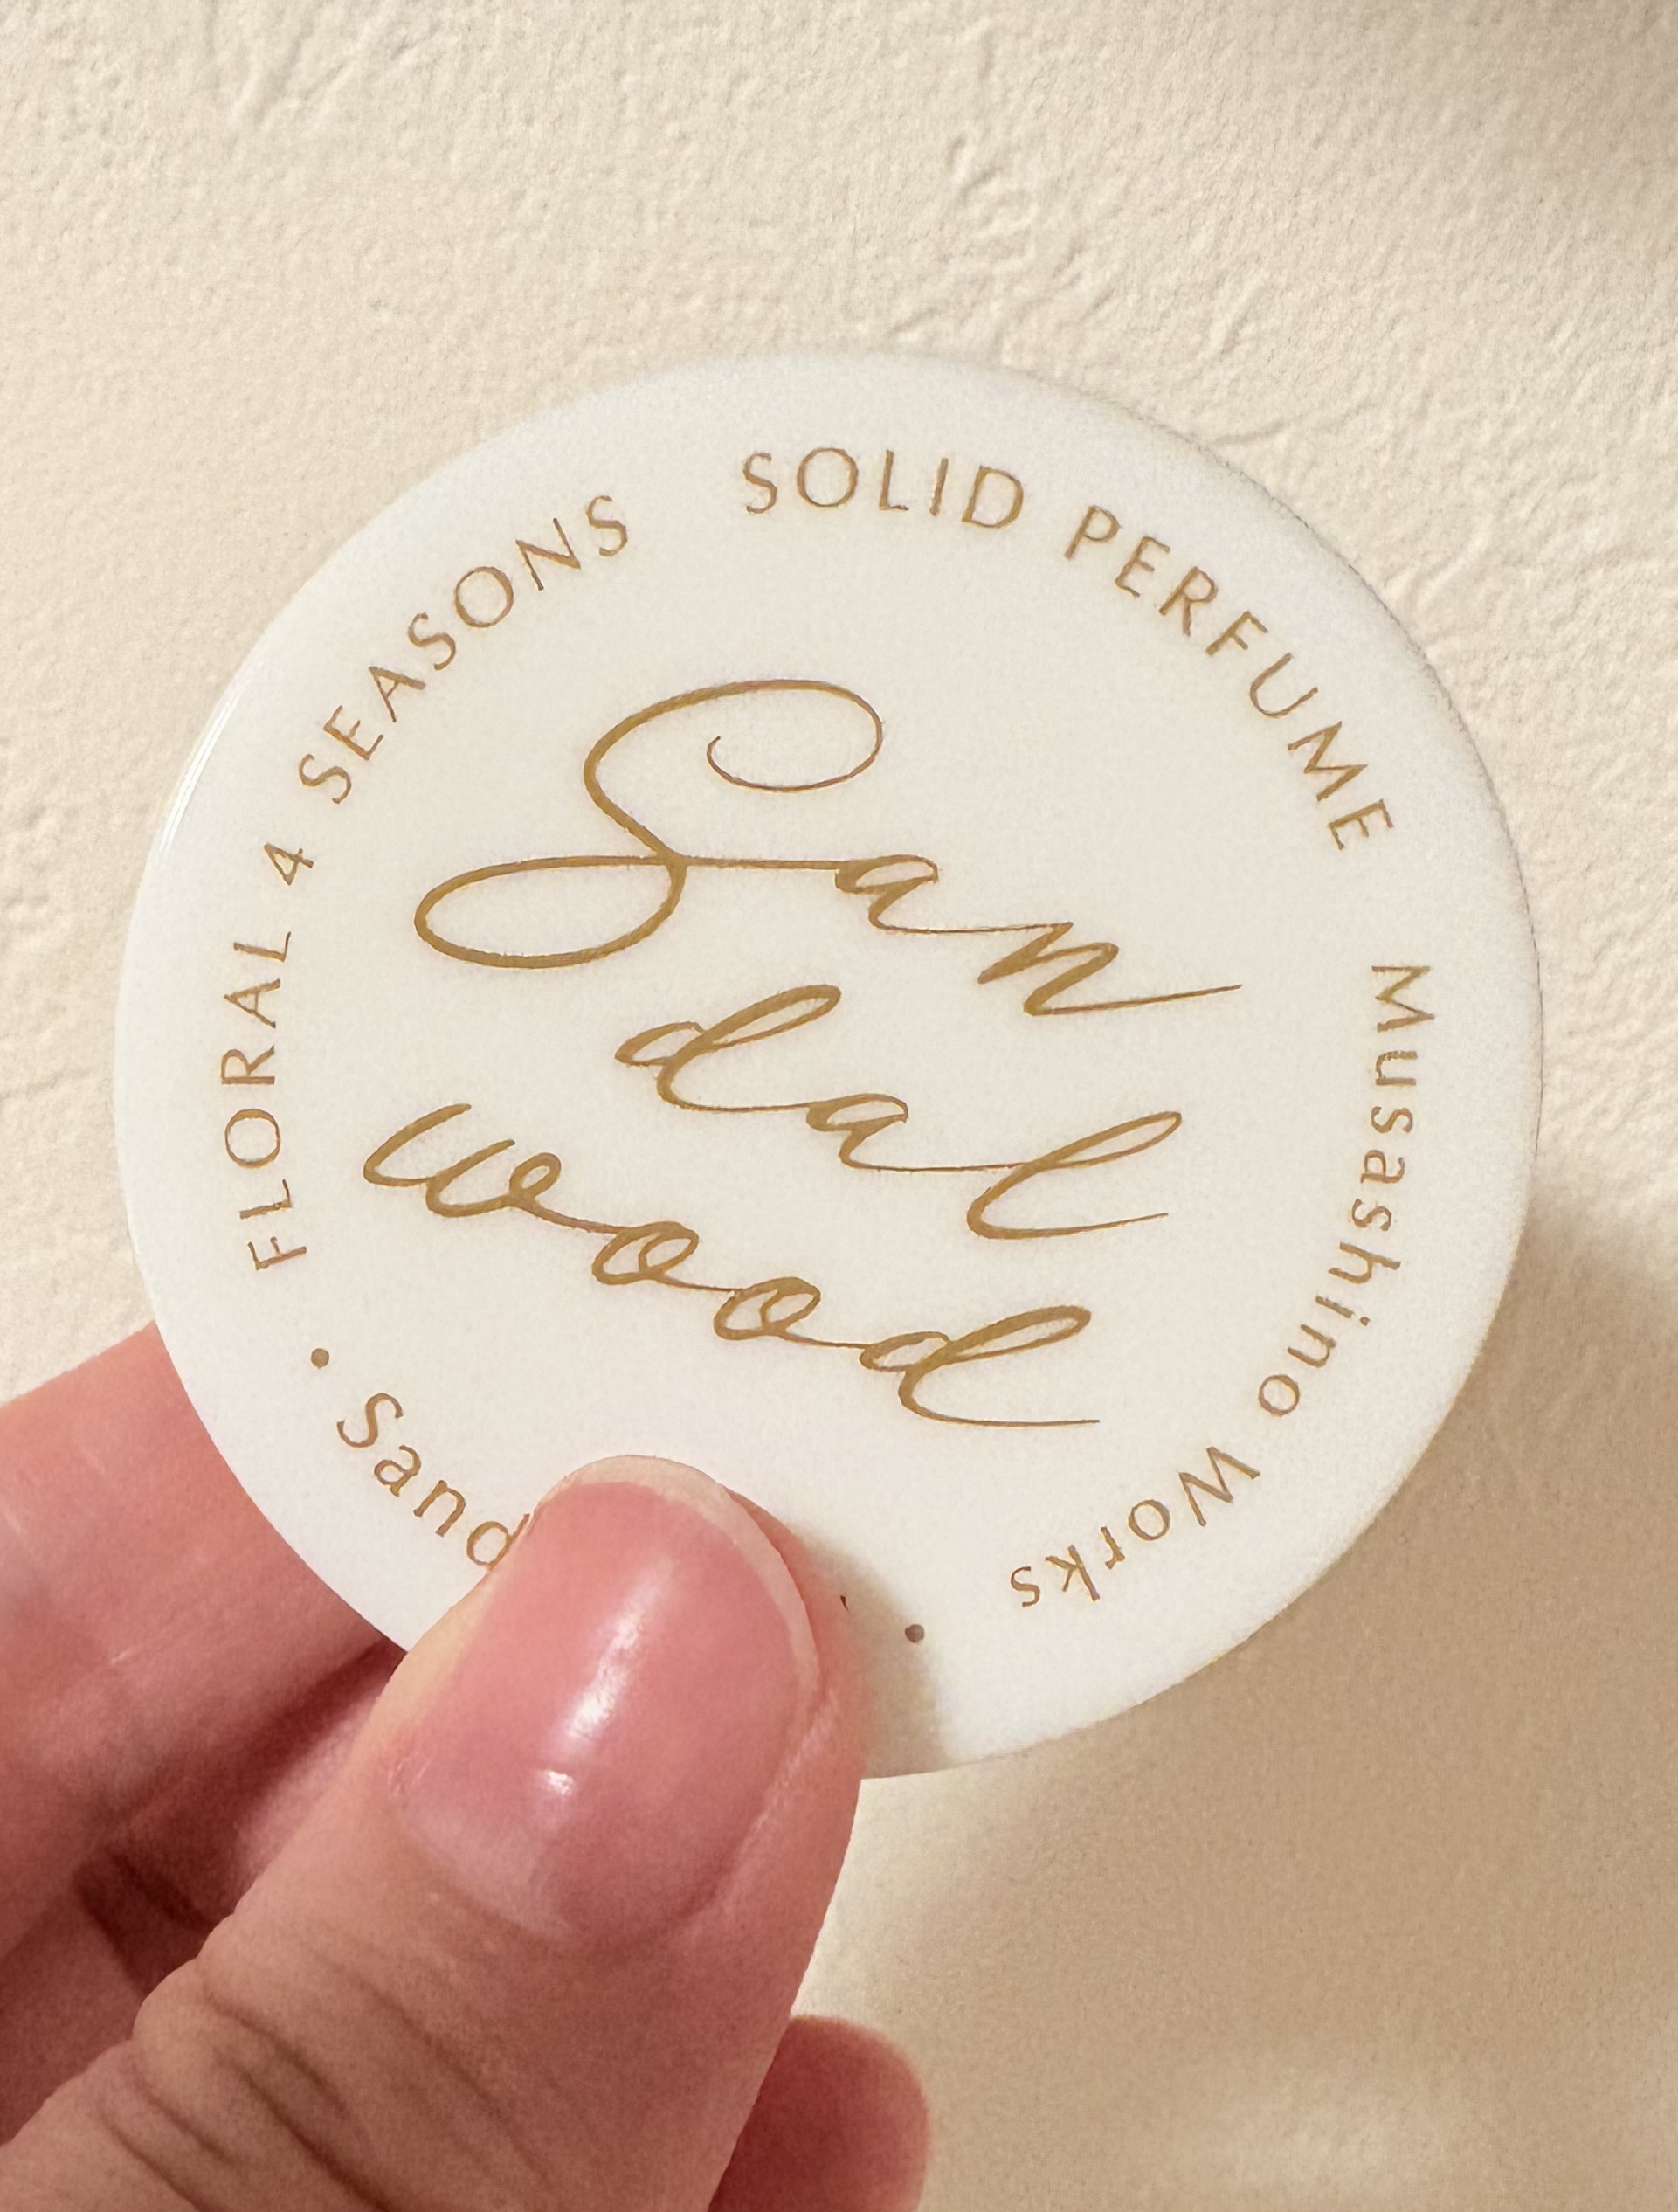 FLORAL 4 SEASONS
SOLID PERFUME
Musashino Works
San
dal
wood